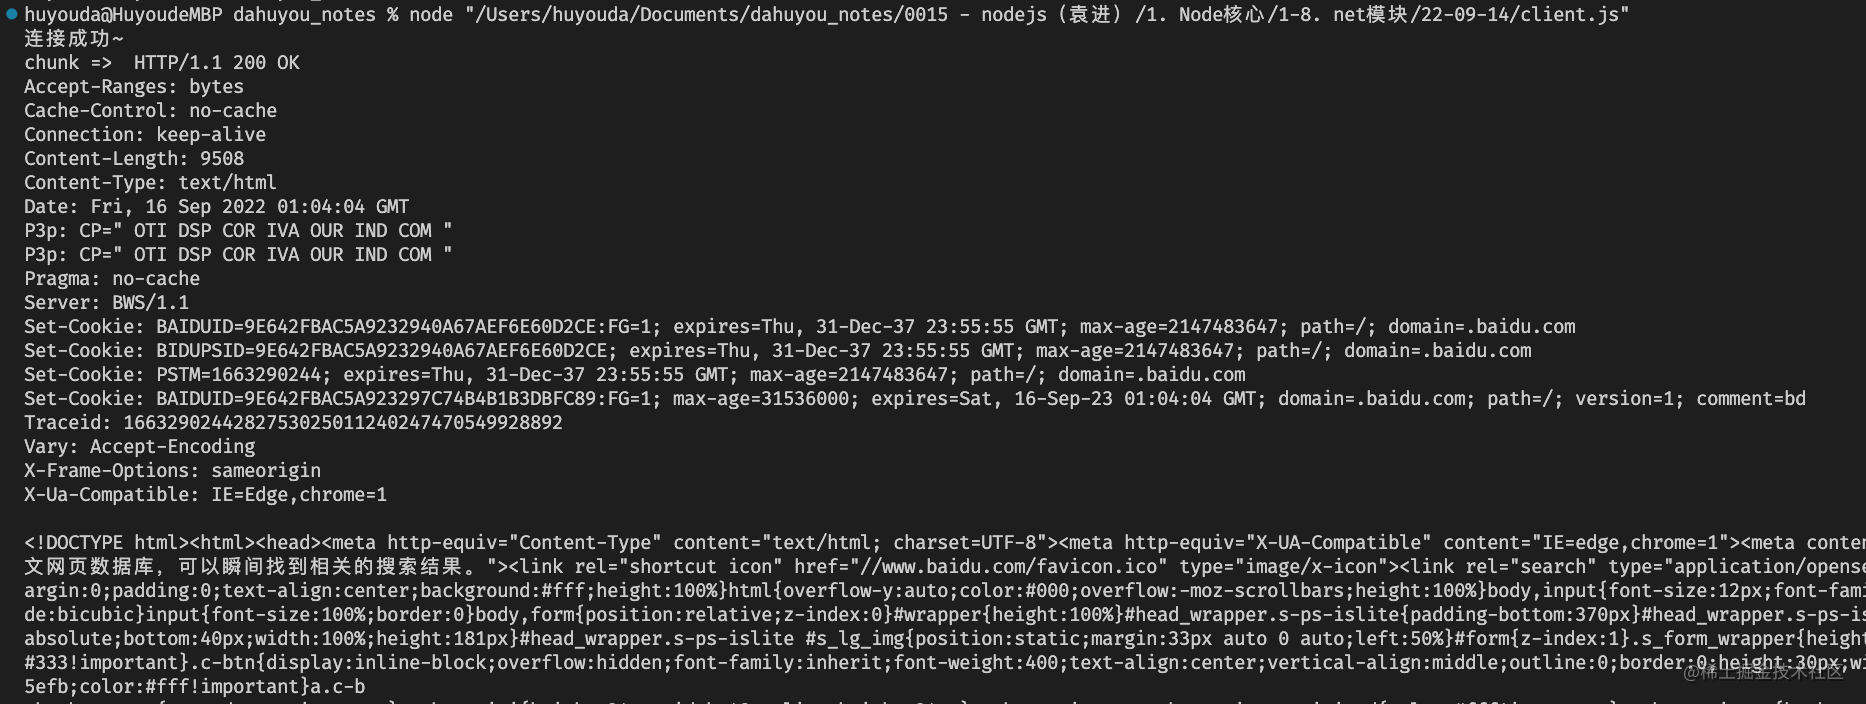 huyouda@HuyoudeMBP dahuyou_notes % node "/Users/huyouda/Documents/dahuyou_notes/0015 - nodejs（袁进）/1. Node核心/1-8. net模块/22-09-14/client.js"
连接成功~
chunk =>  HTTP/1.1 200 OK
Accept-Ranges: bytes
Cache-Control: no-cache
Connection: keep-alive
Content-Length: 9508
Content-Type: text/html
Date: Fri, 16 Sep 2022 01:04:04 GMT
P3p: CP=" OTI DSP COR IVA OUR IND COM "
P3p: CP=" OTI DSP COR IVA OUR IND COM "
Pragma: no-cache
Server: BWS/1.1
Set-Cookie: BAIDUID=9E642FBAC5A9232940A67AEF6E60D2CE:FG=1; expires=Thu, 31-Dec-37 23:55:55 GMT; max-age=2147483647; path=/; domain=.baidu.com
Set-Cookie: BIDUPSID=9E642FBAC5A9232940A67AEF6E60D2CE; expires=Thu, 31-Dec-37 23:55:55 GMT; max-age=2147483647; path=/; domain=.baidu.com
Set-Cookie: PSTM=1663290244; expires=Thu, 31-Dec-37 23:55:55 GMT; max-age=2147483647; path=/; domain=.baidu.com
Set-Cookie: BAIDUID=9E642FBAC5A923297C74B4B1B3DBFC89:FG=1; max-age=31536000; expires=Sat, 16-Sep-23 01:04:04 GMT; domain=.baidu.com; path=/; version=1; comment=bd
Traceid: 1663290244282753025011240247470549928892
Vary: Accept-Encoding
X-Frame-Options: sameorigin
X-Ua-Compatible: IE=Edge,chrome=1
<!DOCTYPE html><html><head><meta http-equiv="Content-Type" content="text/html; charset=UTF-8"><meta http-equiv="X-UA-Compatible" content="IE=edge,chrome=1"><meta conten
文网页数据库，可以瞬间找到相关的搜索结果。"><link rel="shortcut icon" href="//www.baidu.com/favicon.ico" type="image/x-icon"><link rel="search" type="application/opense
argin:0;padding:0;text-align:center;background:#fff;height:100%}html{overflow-y:auto;color:#000;overflow:-moz-scrollbars;height:100%}body,input{font-size:12px;font-fami
de:bicubic}input{font-size:100%;border:0}body,form{position:relative;z-index:0}#wrapper{height:100%}#head_wrapper.s-ps-islite{padding-bottom:370px}#head_wrapper.s-ps-is
absolute;bottom:40px;width:100%;height:181px}#head_wrapper.s-ps-islite #s_lg_img{position:static;margin:33px auto 0 auto;left:50%}#form{z-index:1}.s_form_wrapper{height
#333!important}.c-btn{display:inline-block;overflow:hidden;font-family:inherit;font-weight:400;text-align:center;vertical-align:middle;outline:0;border:0;height:30px;wi
5efb;color:#fff!important}a.c-b
@稀土掘金技术社区